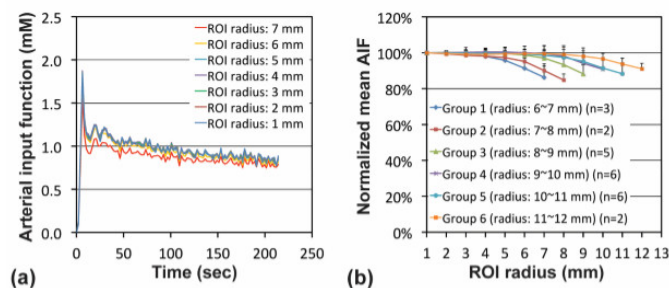 Arterial input function (mM)
2.5
2.0
1.5
1.0
0.5
0.0
ROI radius: 7 mm
ROI radius: 6 mm
ROI radius: 5 mm
ROI radius: 4 mm
ROI radius: 3 mm
ROI radius: 2 mm
ROI radius: 1 mm
0 50 100 150 200 250
Time (sec)
(a)
Normalized mean AIF
120%
100%
80%
60%
40%
20%
0%
Group 1 (radius: 6~7 mm) (n=3)
Group 2 (radius: 7~8 mm) (n=2)
Group 3 (radius: 8~9 mm) (n=5)
Group 4 (radius: 9~10 mm) (n=6)
Group 5 (radius: 10~11 mm) (n=6)
Group 6 (radius: 11~12 mm) (n=2)
1 2 3 4 5 6 7 8 9 10 11 12 13
ROI radius (mm)
(b)